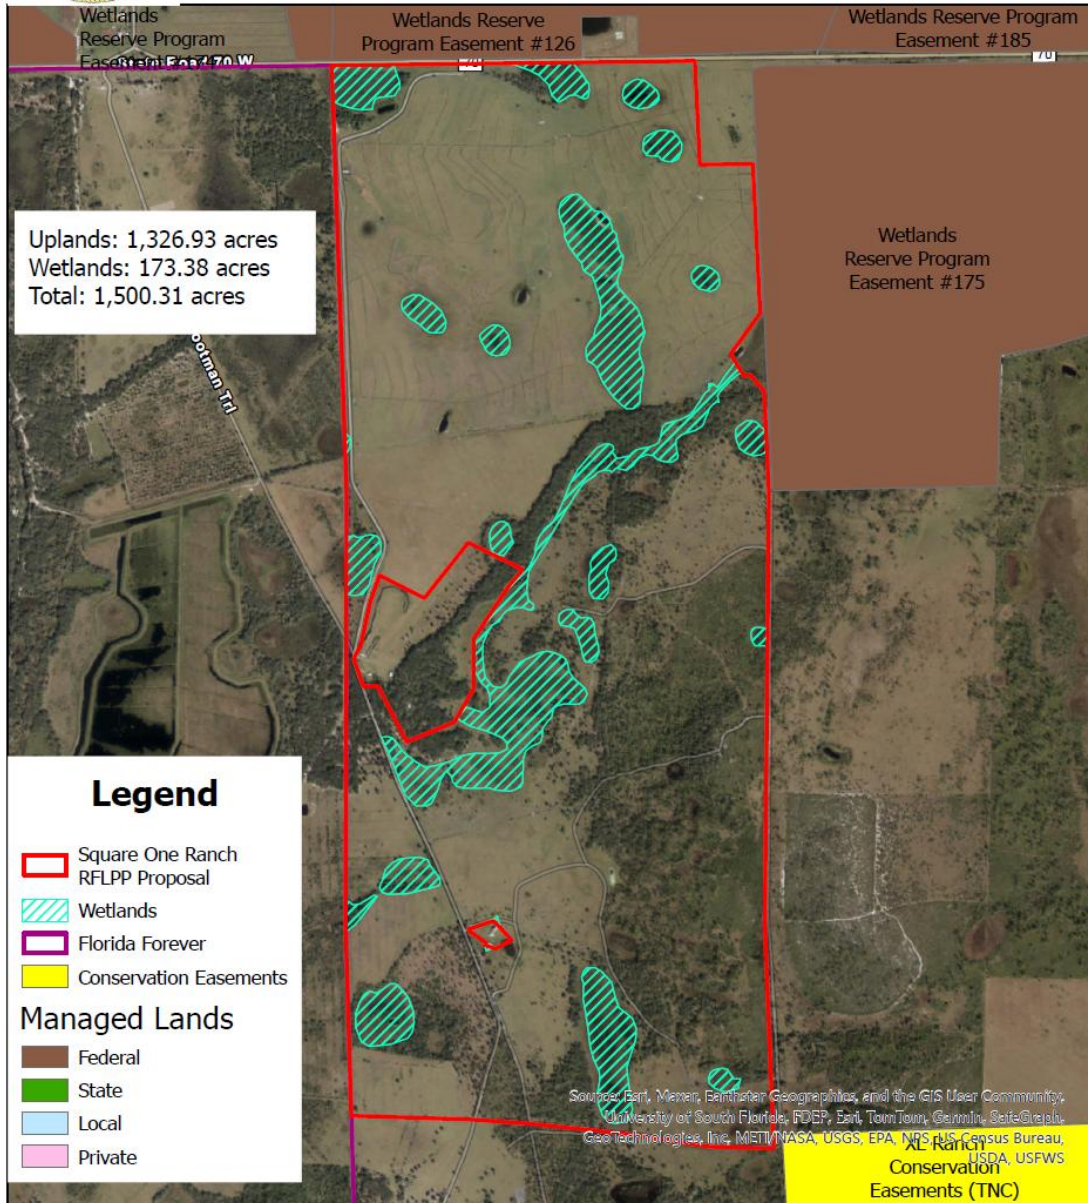 Wetlands
Reserve Program
Wetlands Reserve
Program Easement #126
Wetlands Reserve Program
Easement #185
70
70
Uplands: 1,326.93 acres
Wetlands: 173.38 acres
Total: 1,500.31 acres
Wetlands
Reserve Program
Easement #175
ootman Trl
Legend
Square One Ranch
RFLPP Proposal
Wetlands
Florida Forever
Conservation Easements
Managed Lands
Federal
State
Local
Private
Source: Esri, Maxar, Earthstar Geographics, and the GIS User Community,
University of South Florida, FDEP, Esri, TomTom, Garmin, SafeGraph,
GeoTechnologies, Inc, METI/NASA, USGS, EPA, NPS, US Census Bureau,
USDA, USFWS
XL Ranch
Conservation
Easements (TNC)